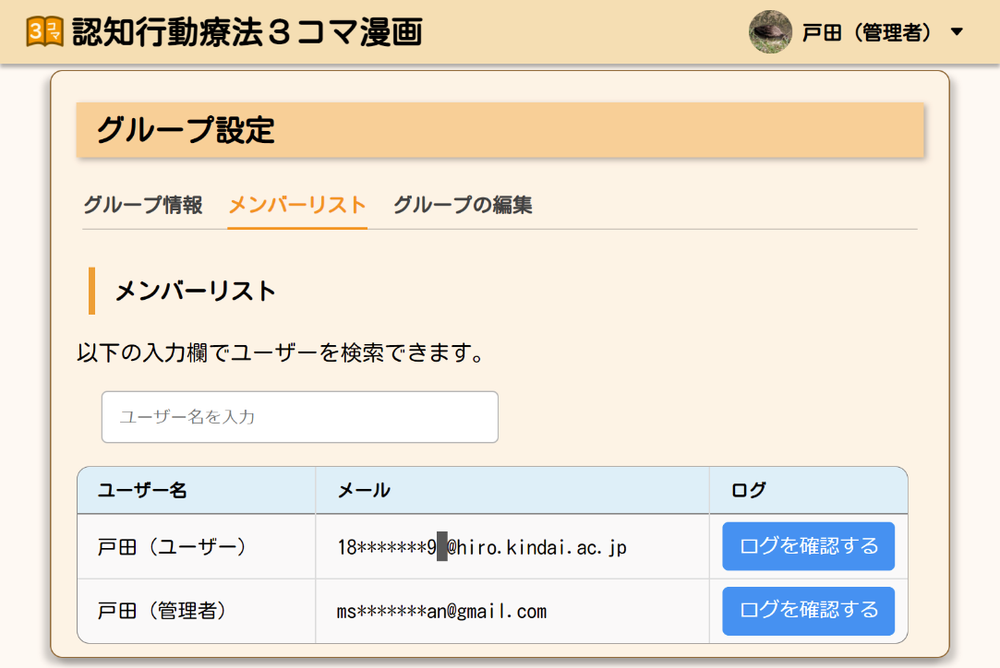 3コマ 認知行動療法３コマ漫画
戸田（管理者）
グループ設定
グループ情報 メンバーリスト グループの編集
メンバーリスト
以下の入力欄でユーザーを検索できます。
ユーザー名を入力
ユーザー名 メール ログ
戸田（ユーザー） 18*******9 @hiro.kindai.ac.jp ログを確認する
戸田（管理者） ms*******an@gmail.com ログを確認する